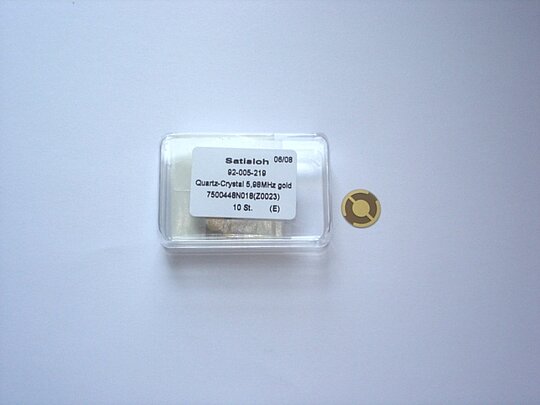 Satisloh 06/08
92-005-219
Quartz-Crystal 5,98MHz gold
7500448N018(Z0023)
10 St. (E)